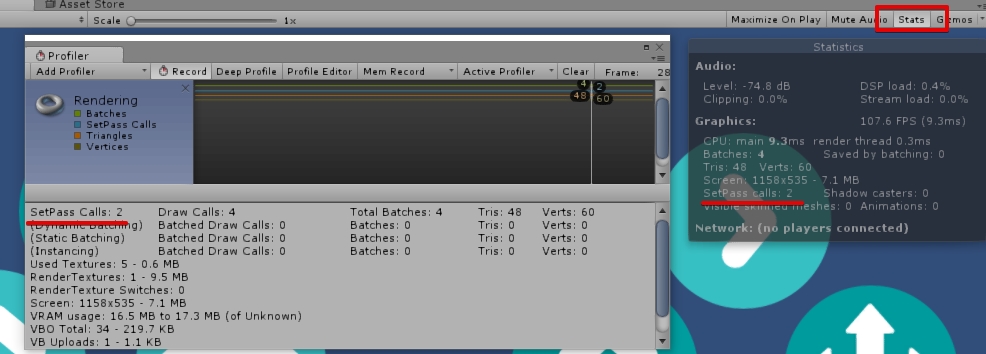 Asset Store
Scale 1x
Maximize On Play Mute Audio Stats Gizmos
Profiler
Add Profiler Record Deep Profile Profile Editor Mem Record Active Profiler Clear Frame: 28
Rendering
Batches
SetPass Calls
Triangles
Vertices
4 2
48 60
SetPass Calls: 2 Draw Calls: 4 Total Batches: 4 Tris: 48 Verts: 60
(Dynamic Batching) Batched Draw Calls: 0 Batches: 0 Tris: 0 Verts: 0
(Static Batching) Batched Draw Calls: 0 Batches: 0 Tris: 0 Verts: 0
(Instancing) Batched Draw Calls: 0 Batches: 0 Tris: 0 Verts: 0
Used Textures: 5 - 0.6 MB
RenderTextures: 1 - 9.5 MB
RenderTexture Switches: 0
Screen: 1158x535 - 7.1 MB
VRAM usage: 16.5 MB to 17.3 MB (of Unknown)
VBO Total: 34 - 219.7 KB
VB Uploads: 1 - 1.1 KB
Statistics
Audio:
Level: -74.8 dB DSP load: 0.4%
Clipping: 0.0% Stream load: 0.0%
Graphics: 107.6 FPS (9.3ms)
CPU: main 9.3ms render thread 0.3ms
Batches: 4 Saved by batching: 0
Tris: 48 Verts: 60
Screen: 1158x535 - 7.1 MB
SetPass calls: 2 Shadow casters: 0
Visible skinned meshes: 0 Animations: 0
Network: (no players connected)